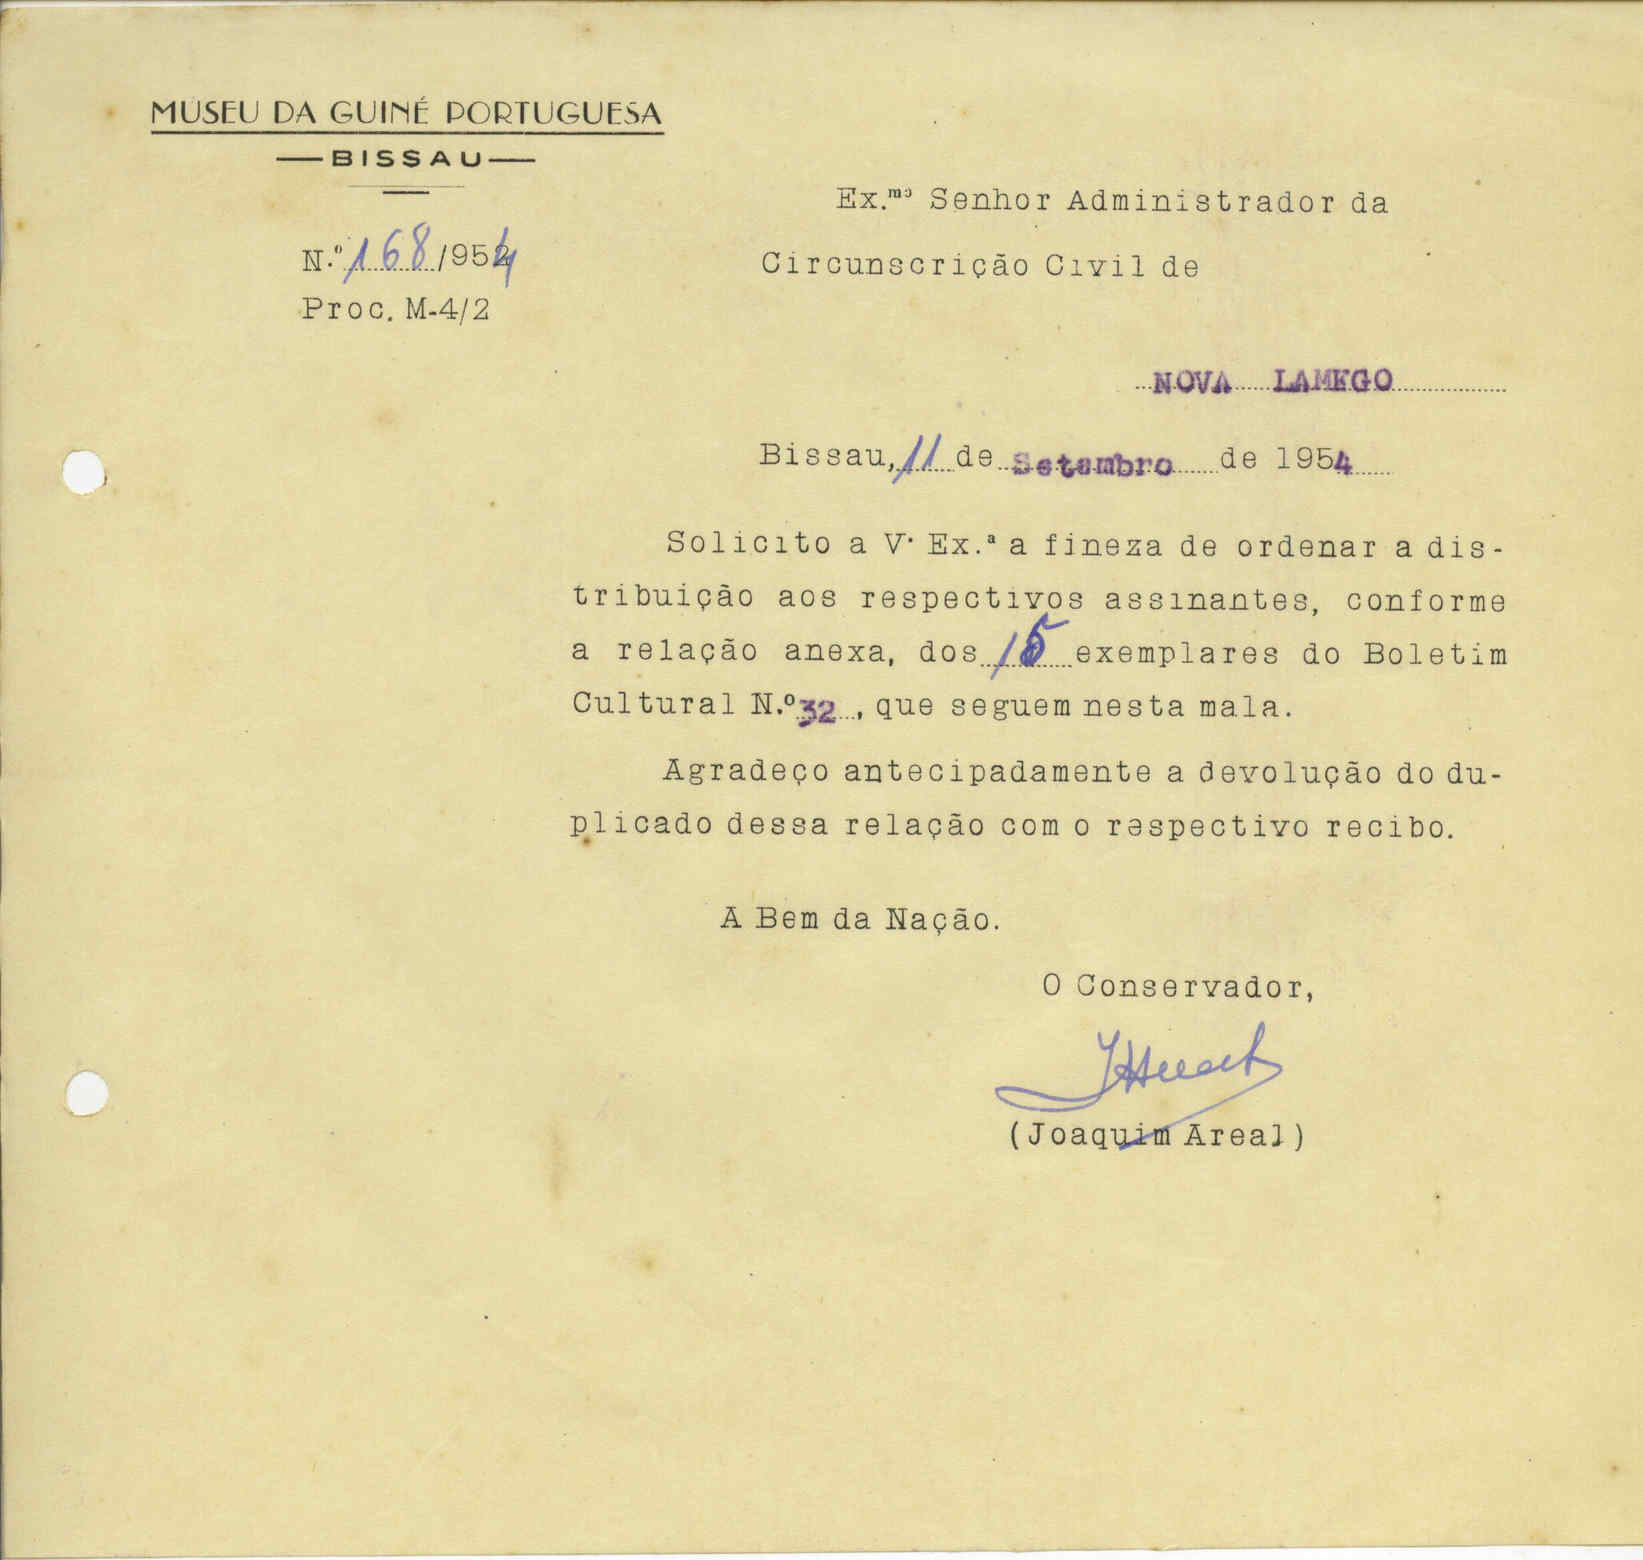 MUSEU DA GUINÉ PORTUGUESA
BISSAU
N.º 168/954
Proc. M-4/2
Ex.mo Senhor Administrador da
Circunscrição Civil de
NOVA LAMEGO
Bissau, 11 de Setembro de 1954
Solicito a V. Ex.ª a fineza de ordenar a dis-
tribuição aos respectivos assinantes, conforme
a relação anexa, dos 15 exemplares do Boletim
Cultural N.º 32, que seguem nesta mala.
Agradeço antecipadamente a devolução do du-
plicado dessa relação com o respectivo recibo.
A Bem da Nação.
O Conservador,
(Joaquim Areal)